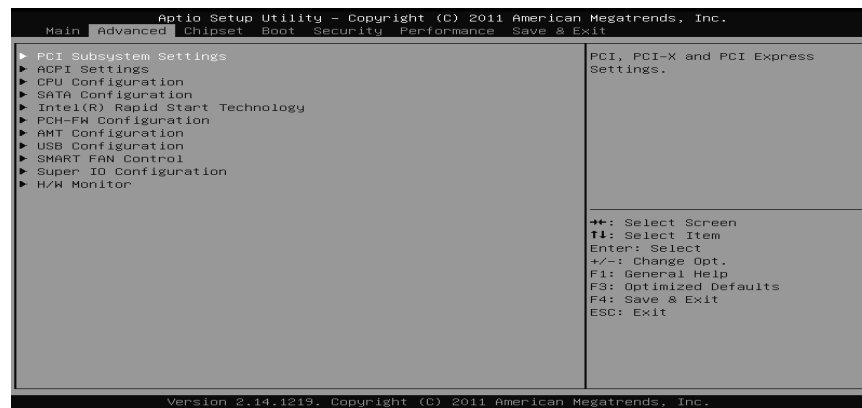 Aptio Setup Utility – Copyright (C) 2011 American Megatrends, Inc.
Main Advanced Chipset Boot Security Performance Save & Exit
▶ PCI Subsystem Settings
▶ ACPI Settings
▶ CPU Configuration
▶ SATA Configuration
▶ Intel(R) Rapid Start Technology
▶ PCH-FW Configuration
▶ AMT Configuration
▶ USB Configuration
▶ SMART FAN Control
▶ Super IO Configuration
▶ H/W Monitor
PCI, PCI-X and PCI Express
Settings.
→←: Select Screen
↑↓: Select Item
Enter: Select
+/-: Change Opt.
F1: General Help
F3: Optimized Defaults
F4: Save & Exit
ESC: Exit
Version 2.14.1219. Copyright (C) 2011 American Megatrends, Inc.